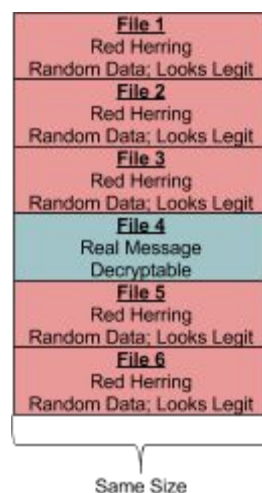 File 1
Red Herring
Random Data; Looks Legit
File 2
Red Herring
Random Data; Looks Legit
File 3
Red Herring
Random Data; Looks Legit
File 4
Real Message
Decryptable
File 5
Red Herring
Random Data; Looks Legit
File 6
Red Herring
Random Data; Looks Legit
Same Size